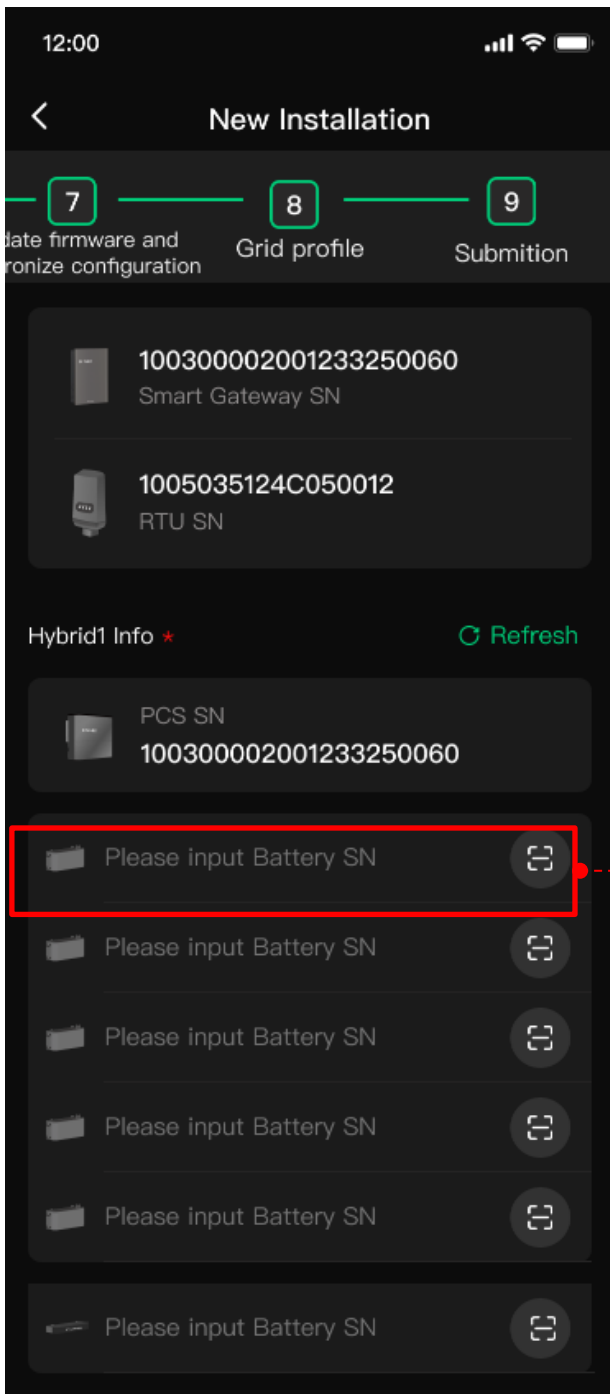 12:00
New Installation
7
8
9
date firmware and
ronize configuration
Grid profile
Submition
100300002001233250060
Smart Gateway SN
1005035124C050012
RTU SN
Hybrid1 Info *
Refresh
PCS SN
100300002001233250060
Please input Battery SN
Please input Battery SN
Please input Battery SN
Please input Battery SN
Please input Battery SN
Please input Battery SN